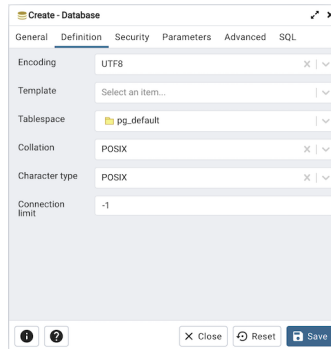 Create - Database
General Definition Security Parameters Advanced SQL
Encoding UTF8
Template Select an item...
Tablespace pg_default
Collation POSIX
Character type POSIX
Connection
limit -1
Close Reset Save